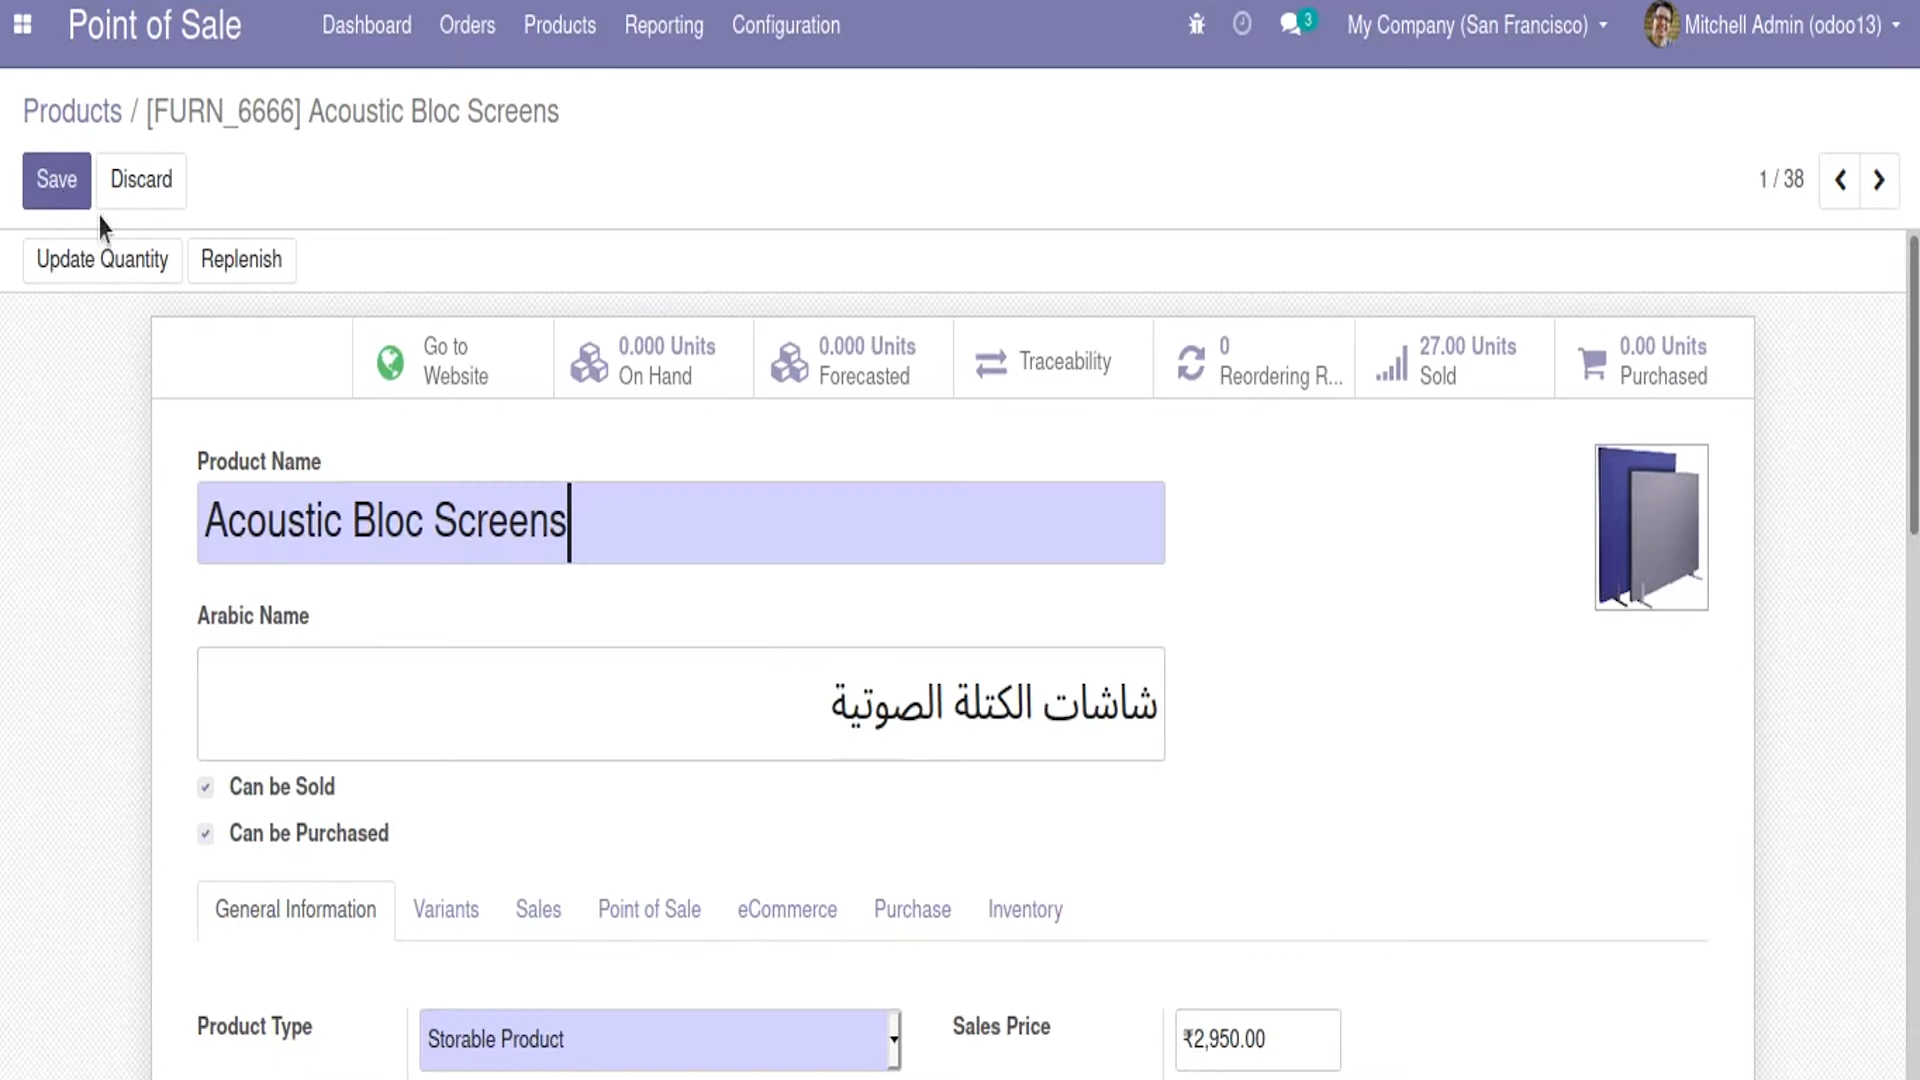 Point of Sale Dashboard Orders Products Reporting Configuration 3 My Company (San Francisco) Mitchell Admin (odoo13)
Products / [FURN_6666] Acoustic Bloc Screens
Save Discard 1 / 38
Update Quantity Replenish
Go to Website
0.000 Units On Hand
0.000 Units Forecasted
Traceability
0 Reordering R...
27.00 Units Sold
0.00 Units Purchased
Product Name
Acoustic Bloc Screens
Arabic Name
شاشات الكتلة الصوتية
Can be Sold
Can be Purchased
General Information Variants Sales Point of Sale eCommerce Purchase Inventory
Product Type Storable Product Sales Price ₹2,950.00